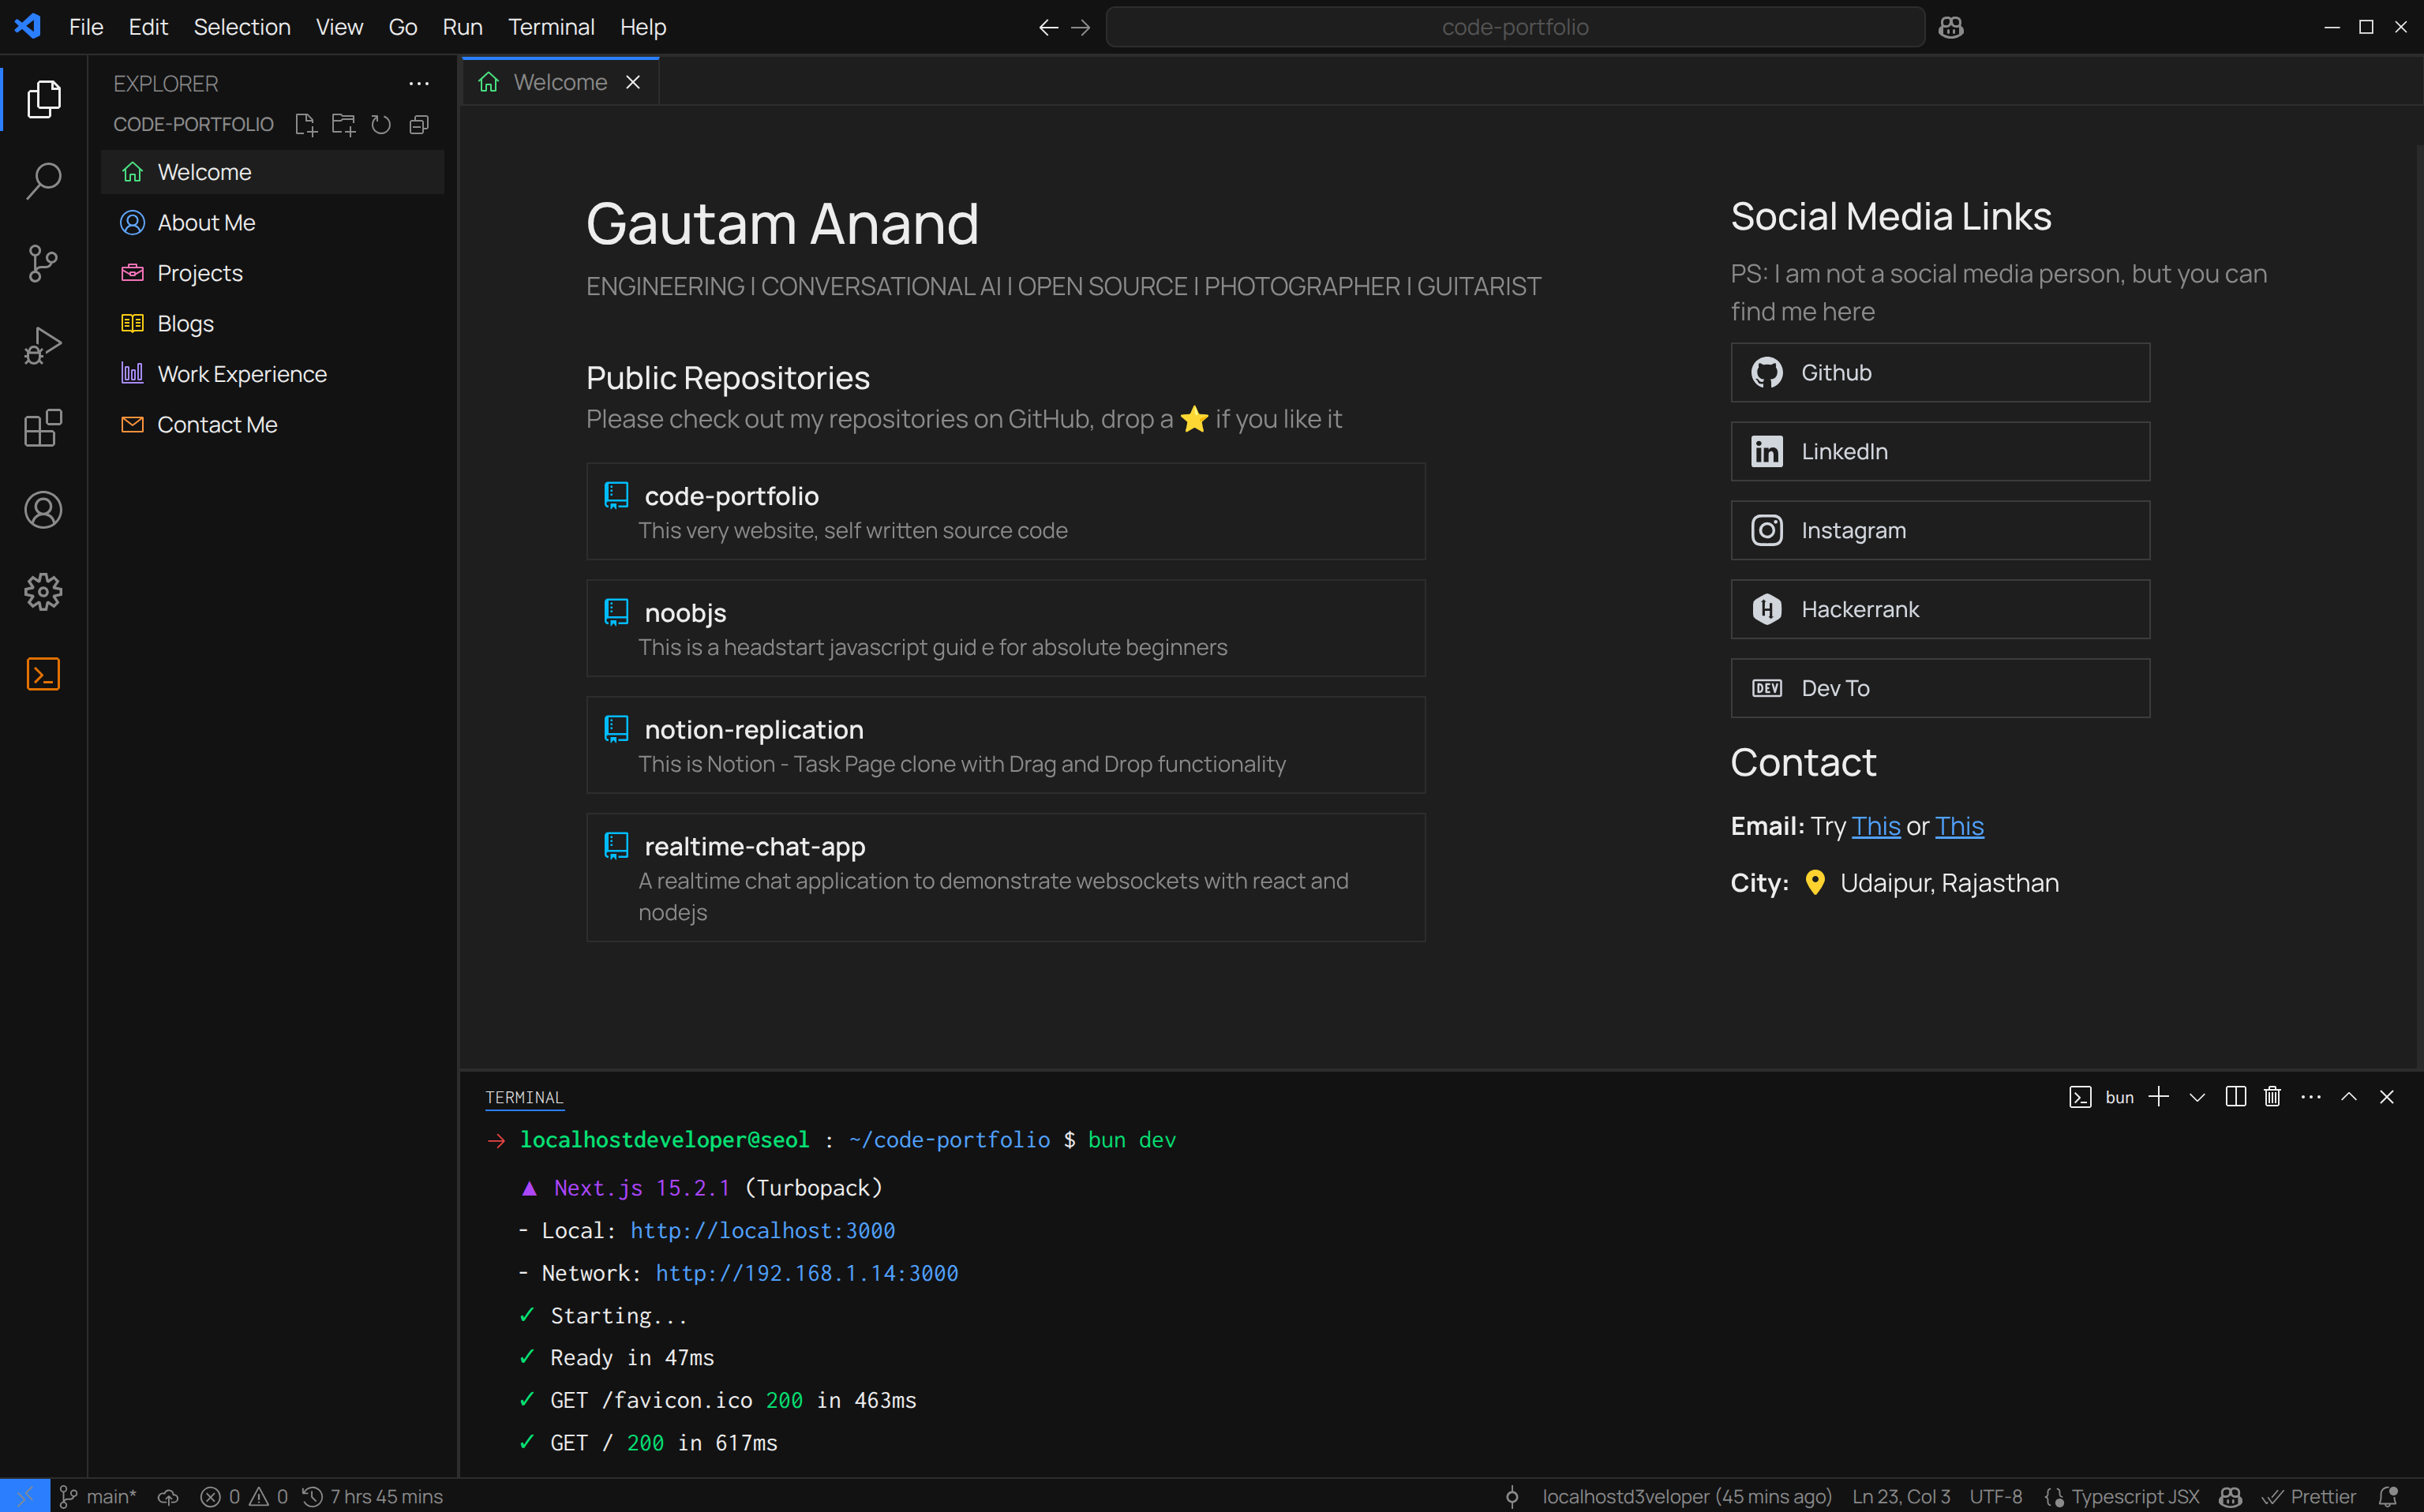 File Edit Selection View Go Run Terminal Help
code-portfolio
EXPLORER
CODE-PORTFOLIO
Welcome
About Me
Projects
Blogs
Work Experience
Contact Me
Welcome
Gautam Anand
ENGINEERING | CONVERSATIONAL AI | OPEN SOURCE | PHOTOGRAPHER | GUITARIST
Public Repositories
Please check out my repositories on GitHub, drop a ⭐ if you like it
code-portfolio
This very website, self written source code
noobjs
This is a headstart javascript guid e for absolute beginners
notion-replication
This is Notion - Task Page clone with Drag and Drop functionality
realtime-chat-app
A realtime chat application to demonstrate websockets with react and
nodejs
Social Media Links
PS: I am not a social media person, but you can
find me here
Github
LinkedIn
Instagram
Hackerrank
DEV Dev To
Contact
Email: Try This or This
City: Udaipur, Rajasthan
TERMINAL
bun
→ localhostdeveloper@seol : ~/code-portfolio $ bun dev
▲ Next.js 15.2.1 (Turbopack)
- Local: http://localhost:3000
- Network: http://192.168.1.14:3000
✓ Starting...
✓ Ready in 47ms
✓ GET /favicon.ico 200 in 463ms
✓ GET / 200 in 617ms
main* 0 0 7 hrs 45 mins
localhostd3veloper (45 mins ago) Ln 23, Col 3 UTF-8 Typescript JSX Prettier